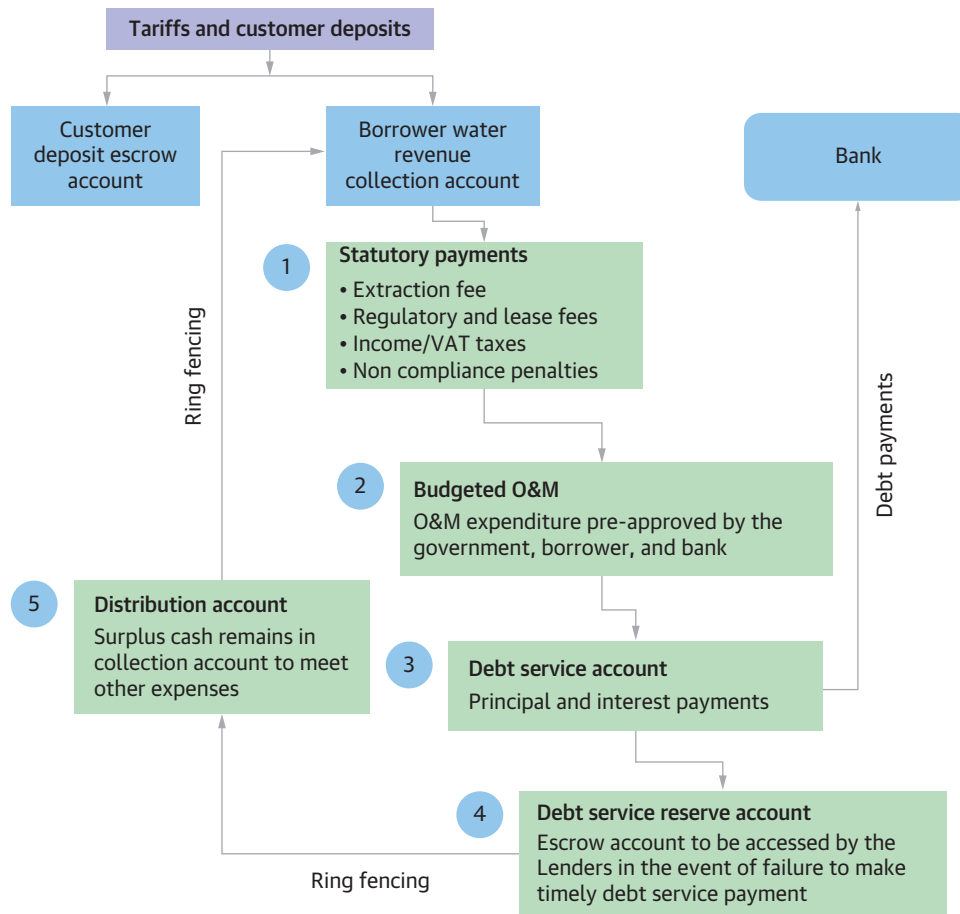 Tariffs and customer deposits
Customer
deposit escrow
account
Borrower water
revenue
collection account
Bank
1
Statutory payments
• Extraction fee
• Regulatory and lease fees
• Income/VAT taxes
• Non compliance penalties
Ring fencing
Debt payments
2
Budgeted O&M
O&M expenditure pre-approved by the
government, borrower, and bank
5
Distribution account
Surplus cash remains in
collection account to meet
other expenses
3
Debt service account
Principal and interest payments
4
Debt service reserve account
Escrow account to be accessed by the
Lenders in the event of failure to make
timely debt service payment
Ring fencing